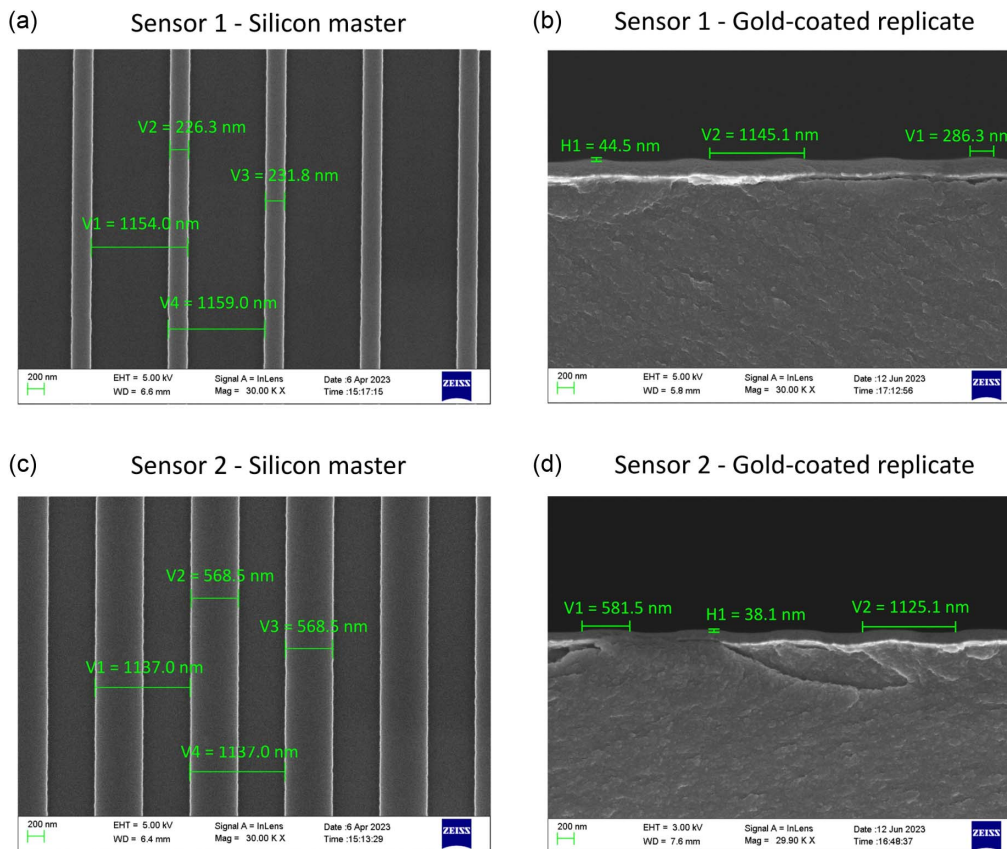 (a) Sensor 1 - Silicon master
V2 = 226.3 nm
V3 = 231.8 nm
V1 = 1154.0 nm
V4 = 1159.0 nm
200 nm EHT = 5.00 kV Signal A = InLens Date :6 Apr 2023 ZEISS
WD = 6.6 mm Mag = 30.00 K X Time :15:17:15
(b) Sensor 1 - Gold-coated replicate
H1 = 44.5 nm V2 = 1145.1 nm V1 = 286.3 nm
200 nm EHT = 5.00 kV Signal A = InLens Date :12 Jun 2023 ZEISS
WD = 5.8 mm Mag = 30.00 K X Time :17:12:56
(c) Sensor 2 - Silicon master
V2 = 568.5 nm
V3 = 568.5 nm
V1 = 1137.0 nm
V4 = 1137.0 nm
200 nm EHT = 5.00 kV Signal A = InLens Date :6 Apr 2023 ZEISS
WD = 6.4 mm Mag = 30.00 K X Time :15:13:29
(d) Sensor 2 - Gold-coated replicate
V1 = 581.5 nm H1 = 38.1 nm V2 = 1125.1 nm
200 nm EHT = 3.00 kV Signal A = InLens Date :12 Jun 2023 ZEISS
WD = 7.6 mm Mag = 29.90 K X Time :16:48:37